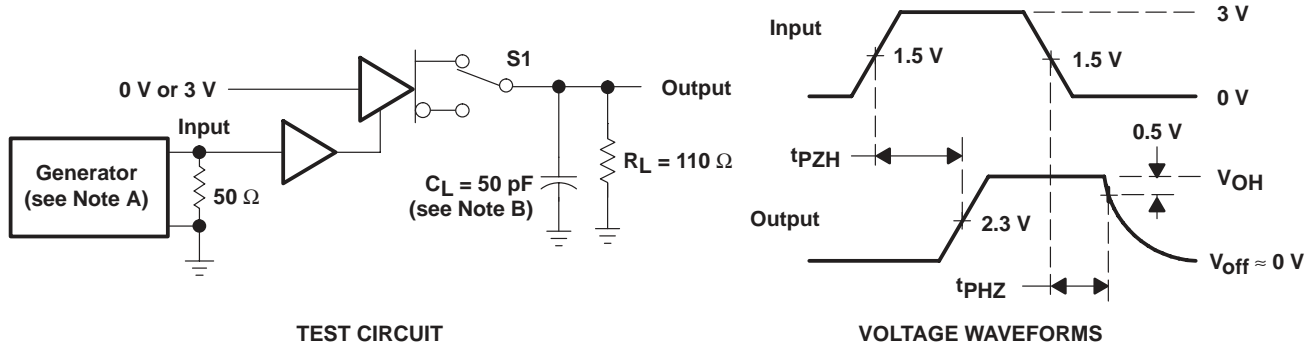 0 V or 3 V
Input
Generator
(see Note A)
50 Ω
S1
Output
CL = 50 pF
(see Note B)
RL = 110 Ω
TEST CIRCUIT
Input
3 V
1.5 V
1.5 V
0 V
0.5 V
tPZH
VOH
Output
2.3 V
Voff ≈ 0 V
tPHZ
VOLTAGE WAVEFORMS